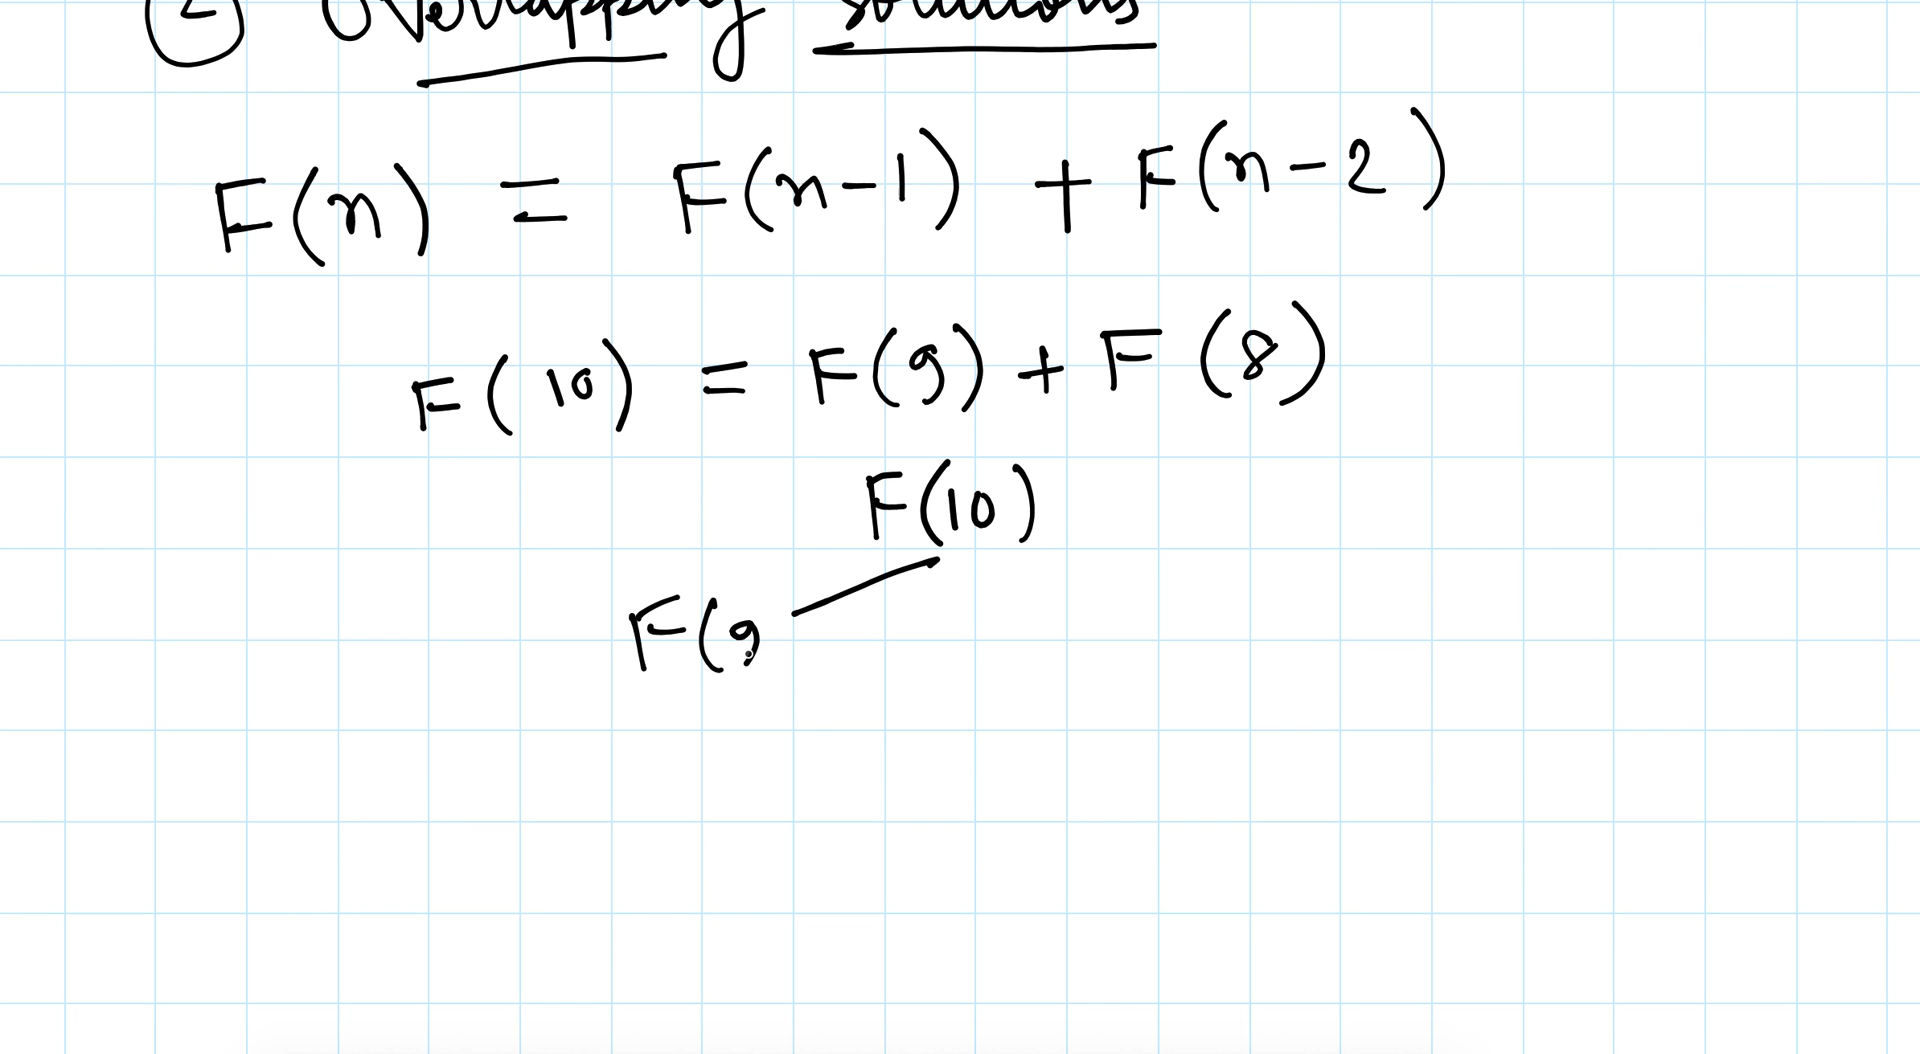 ② Overlapping solutions
F(n) = F(n-1) + F(n-2)
F(10) = F(9) + F(8)
F(10)
F(9